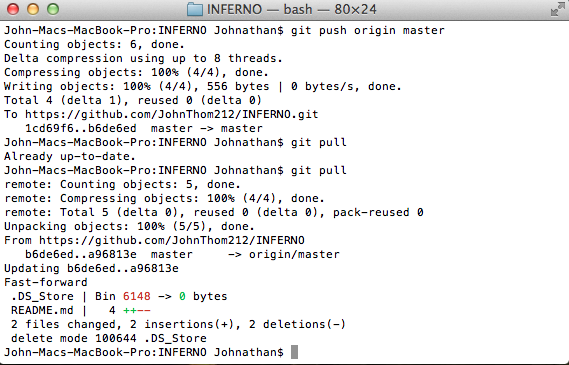 INFERNO — bash — 80×24
John-Macs-MacBook-Pro:INFERNO Johnathan$ git push origin master
Counting objects: 6, done.
Delta compression using up to 8 threads.
Compressing objects: 100% (4/4), done.
Writing objects: 100% (4/4), 556 bytes | 0 bytes/s, done.
Total 4 (delta 1), reused 0 (delta 0)
To https://github.com/JohnThom212/INFERNO.git
   1cd69f6..b6de6ed  master -> master
John-Macs-MacBook-Pro:INFERNO Johnathan$ git pull
Already up-to-date.
John-Macs-MacBook-Pro:INFERNO Johnathan$ git pull
remote: Counting objects: 5, done.
remote: Compressing objects: 100% (4/4), done.
remote: Total 5 (delta 0), reused 0 (delta 0), pack-reused 0
Unpacking objects: 100% (5/5), done.
From https://github.com/JohnThom212/INFERNO
   b6de6ed..a96813e  master     -> origin/master
Updating b6de6ed..a96813e
Fast-forward
 .DS_Store | Bin 6148 -> 0 bytes
 README.md |   4 ++--
 2 files changed, 2 insertions(+), 2 deletions(-)
 delete mode 100644 .DS_Store
John-Macs-MacBook-Pro:INFERNO Johnathan$